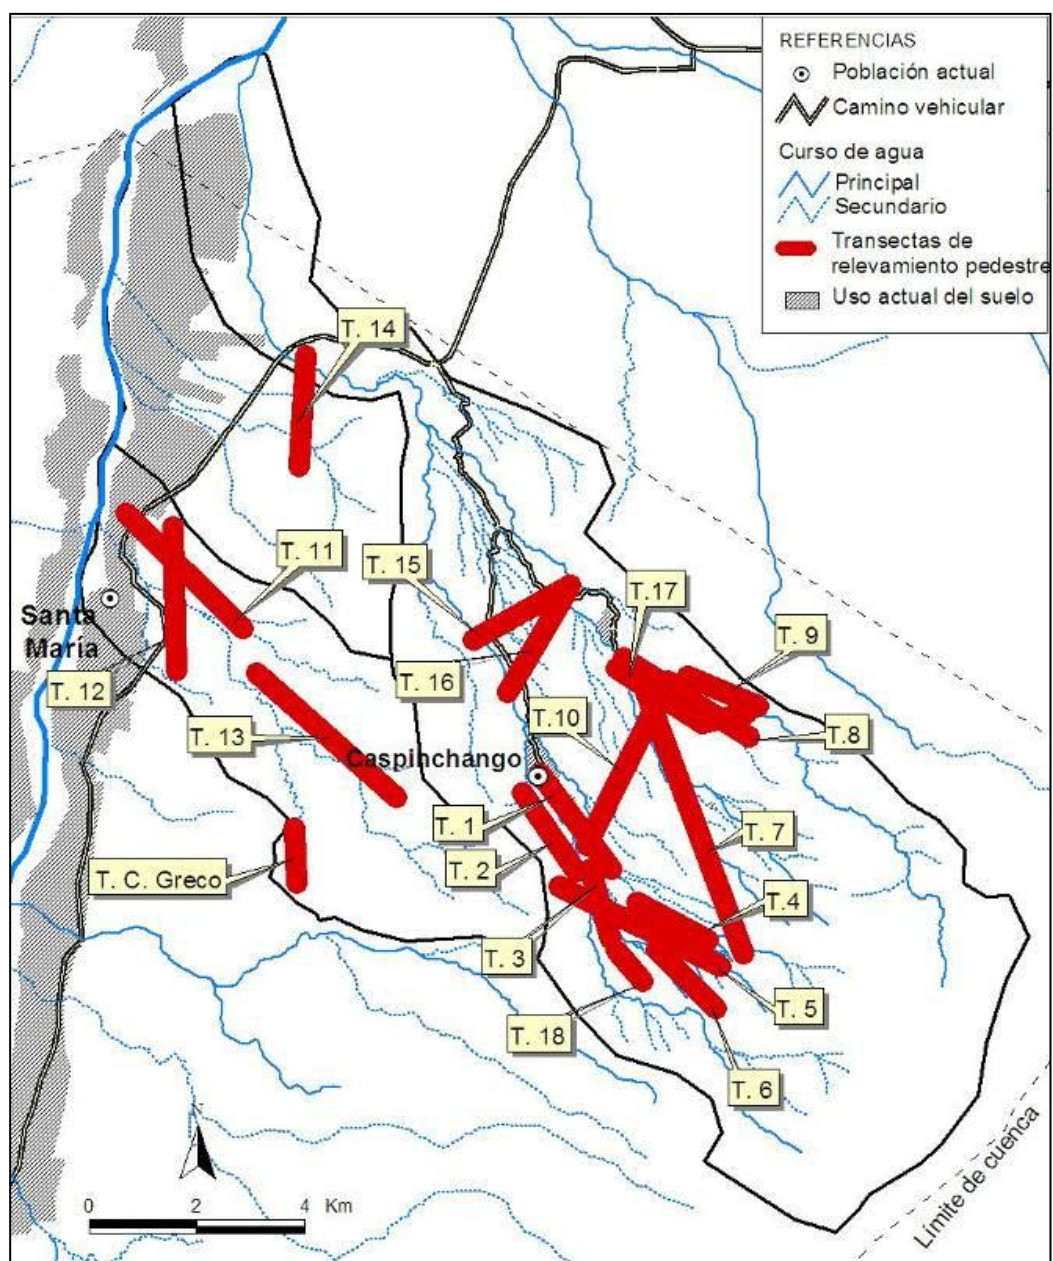 REFERENCIAS
Población actual
Camino vehicular
Curso de agua
Principal
Secundario
Transectas de
relevamiento pedestre
Uso actual del suelo
T. 14
T. 11
T. 15
T.17
T. 9
Santa
María
T. 12
T. 16
T.10
T. 13
T.8
Caspinchango
T. 1
T. 7
T. 2
T. C. Greco
T.4
T. 3
T. 5
T. 18
T. 6
Límite de cuenca
0 2 4 Km